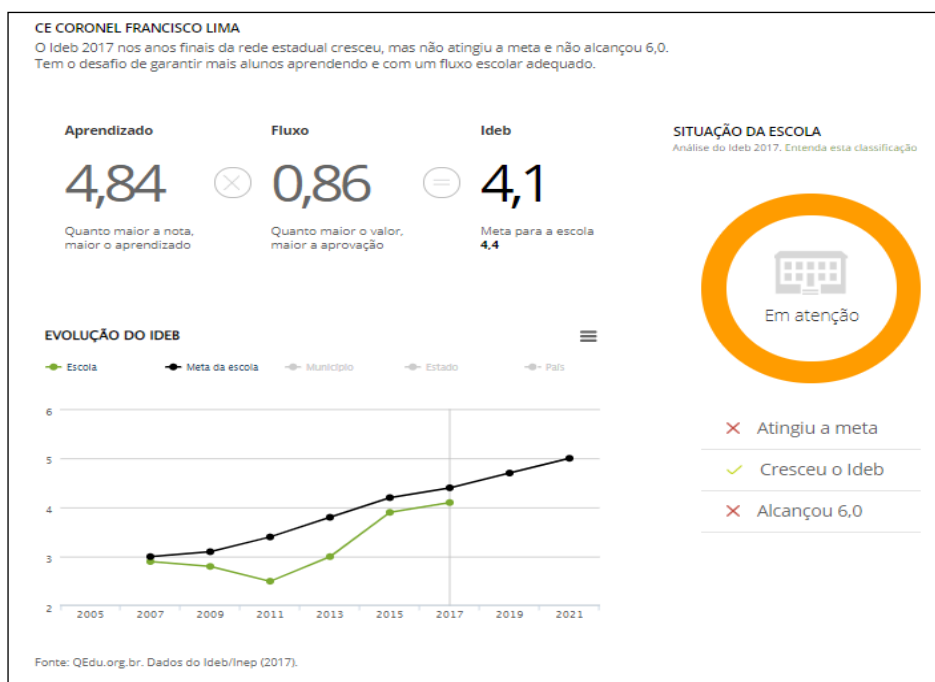 CE CORONEL FRANCISCO LIMA
O Ideb 2017 nos anos finais da rede estadual cresceu, mas não atingiu a meta e não alcançou 6,0.
Tem o desafio de garantir mais alunos aprendendo e com um fluxo escolar adequado.
Aprendizado Fluxo Ideb
4,84 × 0,86 = 4,1
Quanto maior a nota, Quanto maior o valor, Meta para a escola
maior o aprendizado maior a aprovação 4,4
SITUAÇÃO DA ESCOLA
Análise do Ideb 2017. Entenda esta classificação
Em atenção
Atingiu a meta
Cresceu o Ideb
Alcançou 6,0
EVOLUÇÃO DO IDEB
Escola Meta da escola Município Estado País
6
5
4
3
2
2005 2007 2009 2011 2013 2015 2017 2019 2021
Fonte: QEdu.org.br. Dados do Ideb/Inep (2017).